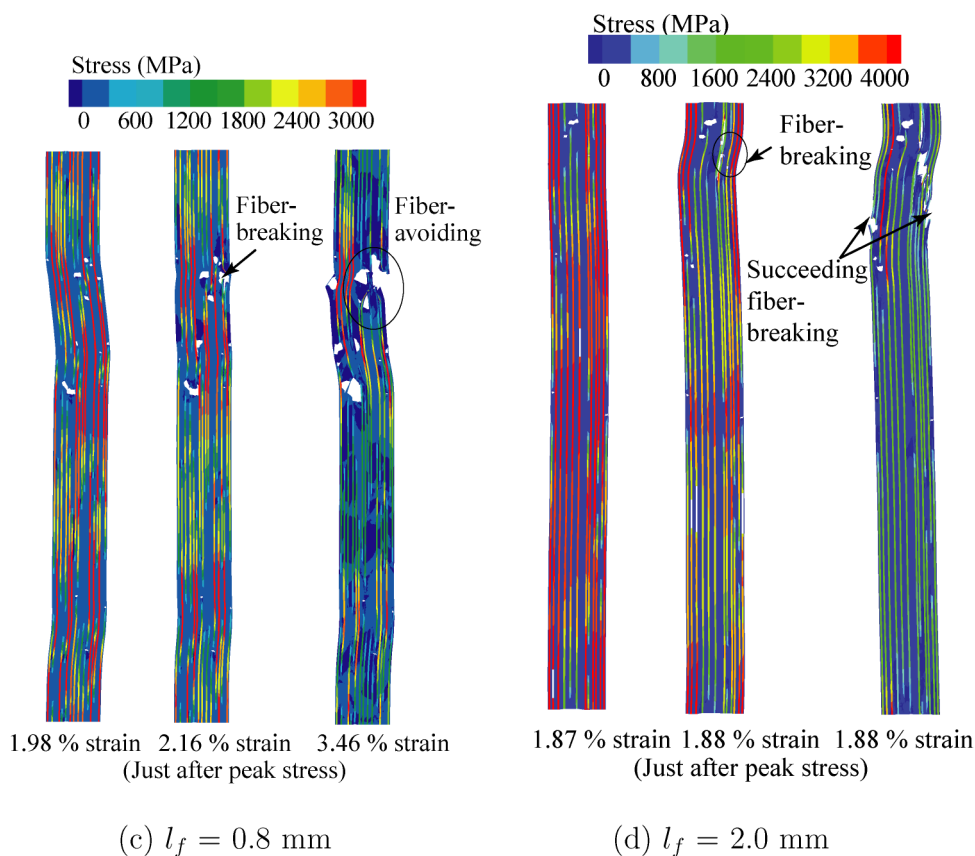 Stress (MPa)
0 600 1200 1800 2400 3000
Fiber-
breaking
Fiber-
avoiding
1.98 % strain 2.16 % strain 3.46 % strain
(Just after peak stress)
(c) l_f = 0.8 mm
Stress (MPa)
0 800 1600 2400 3200 4000
Fiber-
breaking
Succeeding
fiber-
breaking
1.87 % strain 1.88 % strain 1.88 % strain
(Just after peak stress)
(d) l_f = 2.0 mm